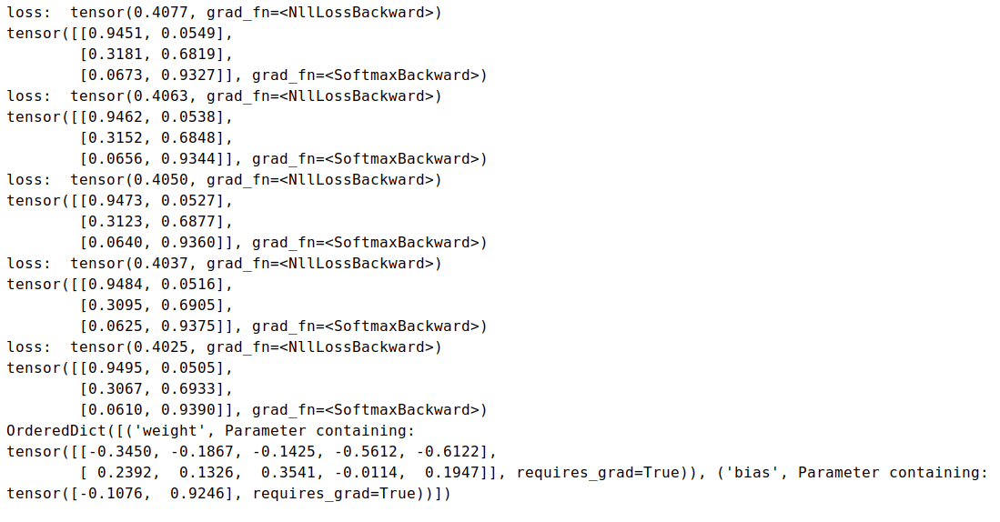 loss:  tensor(0.4077, grad_fn=<NllLossBackward>)
tensor([[0.9451, 0.0549],
        [0.3181, 0.6819],
        [0.0673, 0.9327]], grad_fn=<SoftmaxBackward>)
loss:  tensor(0.4063, grad_fn=<NllLossBackward>)
tensor([[0.9462, 0.0538],
        [0.3152, 0.6848],
        [0.0656, 0.9344]], grad_fn=<SoftmaxBackward>)
loss:  tensor(0.4050, grad_fn=<NllLossBackward>)
tensor([[0.9473, 0.0527],
        [0.3123, 0.6877],
        [0.0640, 0.9360]], grad_fn=<SoftmaxBackward>)
loss:  tensor(0.4037, grad_fn=<NllLossBackward>)
tensor([[0.9484, 0.0516],
        [0.3095, 0.6905],
        [0.0625, 0.9375]], grad_fn=<SoftmaxBackward>)
loss:  tensor(0.4025, grad_fn=<NllLossBackward>)
tensor([[0.9495, 0.0505],
        [0.3067, 0.6933],
        [0.0610, 0.9390]], grad_fn=<SoftmaxBackward>)
OrderedDict([('weight', Parameter containing:
tensor([[-0.3450, -0.1867, -0.1425, -0.5612, -0.6122],
        [ 0.2392,  0.1326,  0.3541, -0.0114,  0.1947]], requires_grad=True)), ('bias', Parameter containing:
tensor([-0.1076,  0.9246], requires_grad=True))])